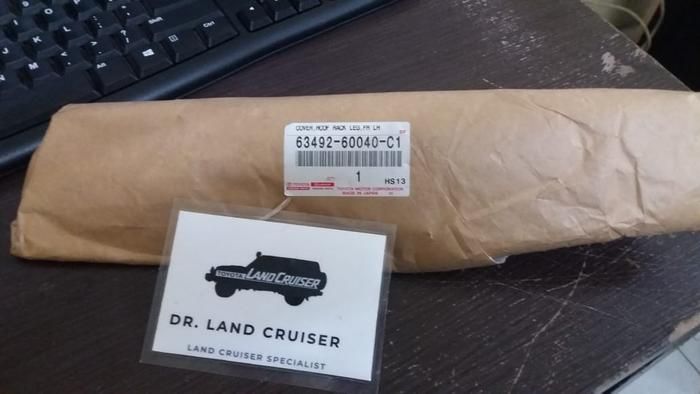 COVER, ROOF RACK LEG, FR LH
63492-60040-C1
1
HS13
TOYOTA MOTOR CORPORATION
MADE IN JAPAN
TOYOTA LAND CRUISER
DR. LAND CRUISER
LAND CRUISER SPECIALIST